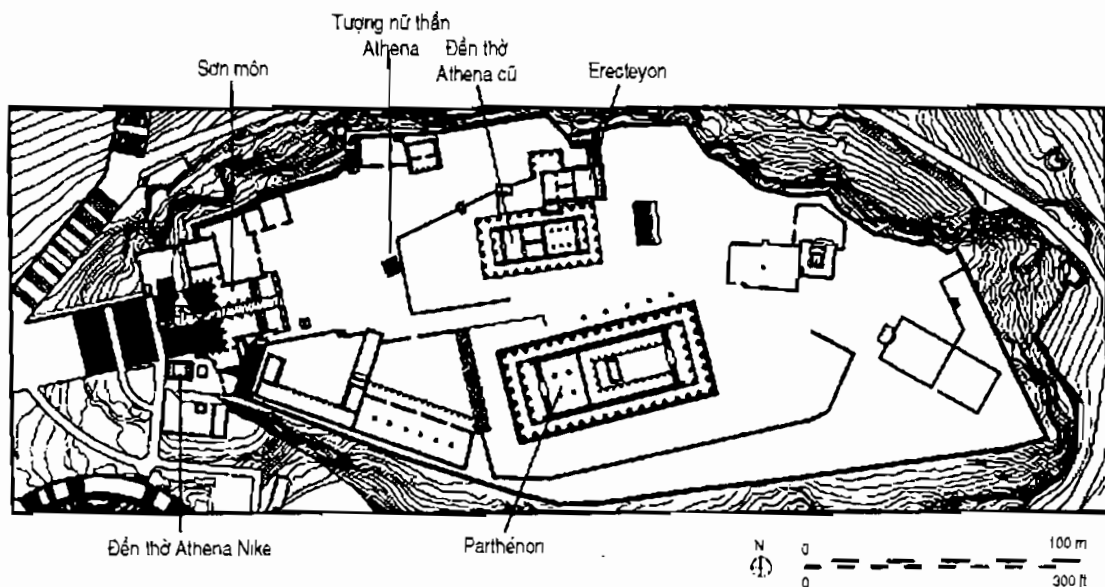 Tượng nữ thần
Athena
Đền thờ
Athena cũ
Sơn môn
Erecteyon
Đền thờ Athena Nike
Parthénon
N
0
100 m
0
300 ft